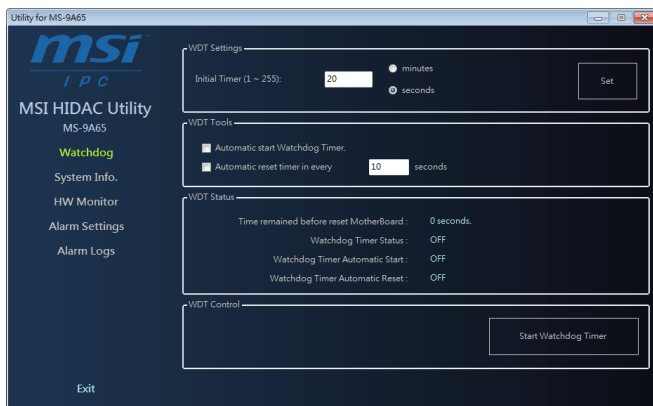 Utility for MS-9A65
msi
IPC
MSI HIDAC Utility
MS-9A65
Watchdog
System Info.
HW Monitor
Alarm Settings
Alarm Logs
Exit
WDT Settings
Initial Timer (1 ~ 255): 20 minutes
seconds
Set
WDT Tools
Automatic start Watchdog Timer.
Automatic reset timer in every 10 seconds
WDT Status
Time remained before reset MotherBoard : 0 seconds.
Watchdog Timer Status : OFF
Watchdog Timer Automatic Start : OFF
Watchdog Timer Automatic Reset : OFF
WDT Control
Start Watchdog Timer